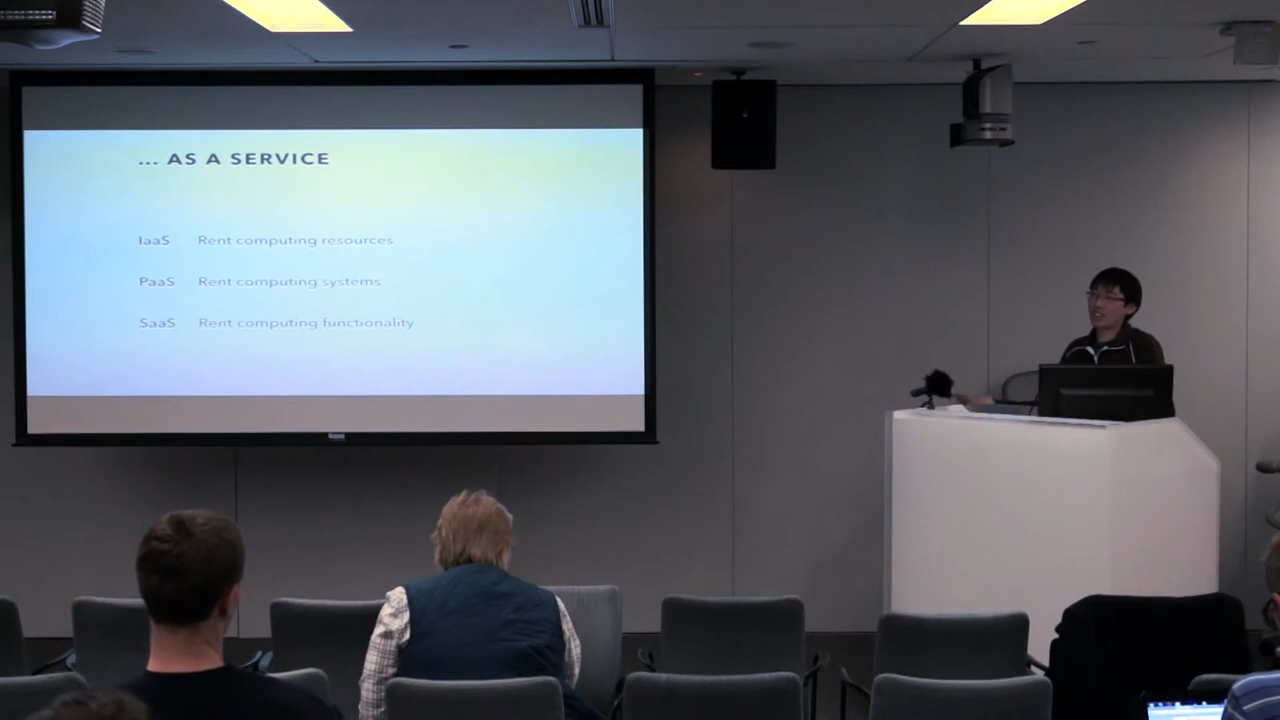 ... AS A SERVICE
IaaS Rent computing resources
PaaS Rent computing systems
SaaS Rent computing functionality